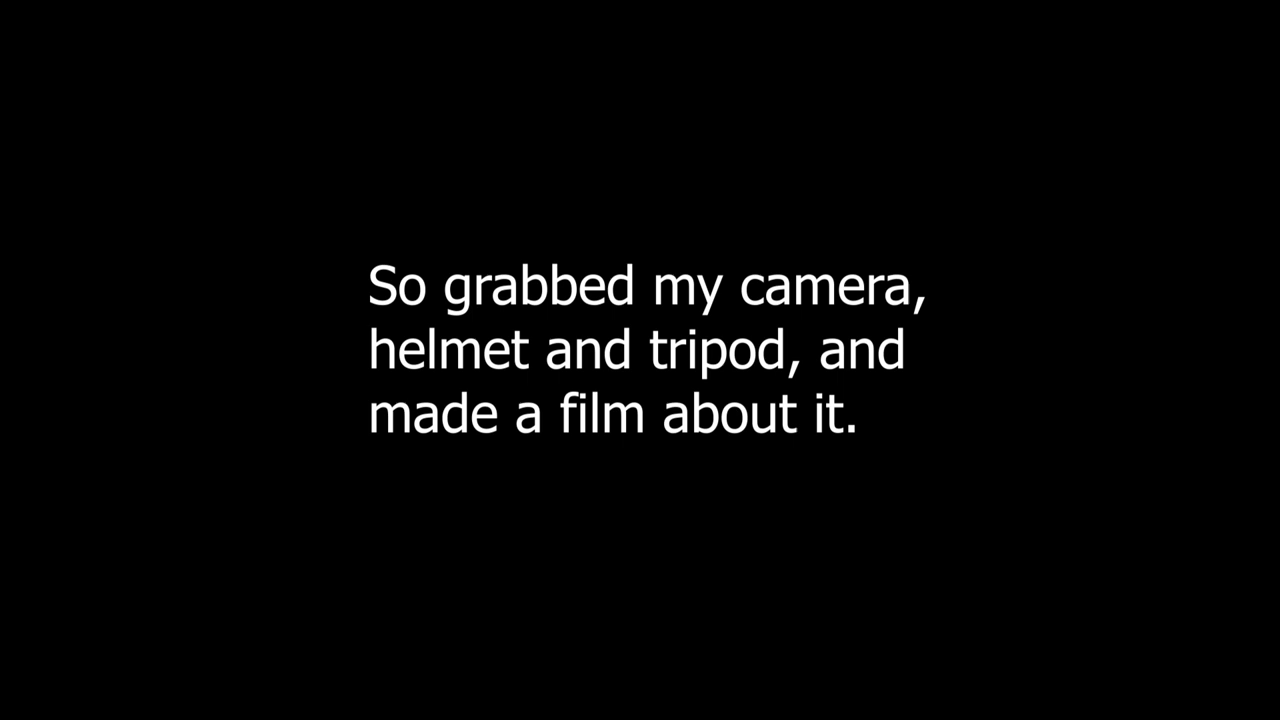 So grabbed my camera,
helmet and tripod, and
made a film about it.